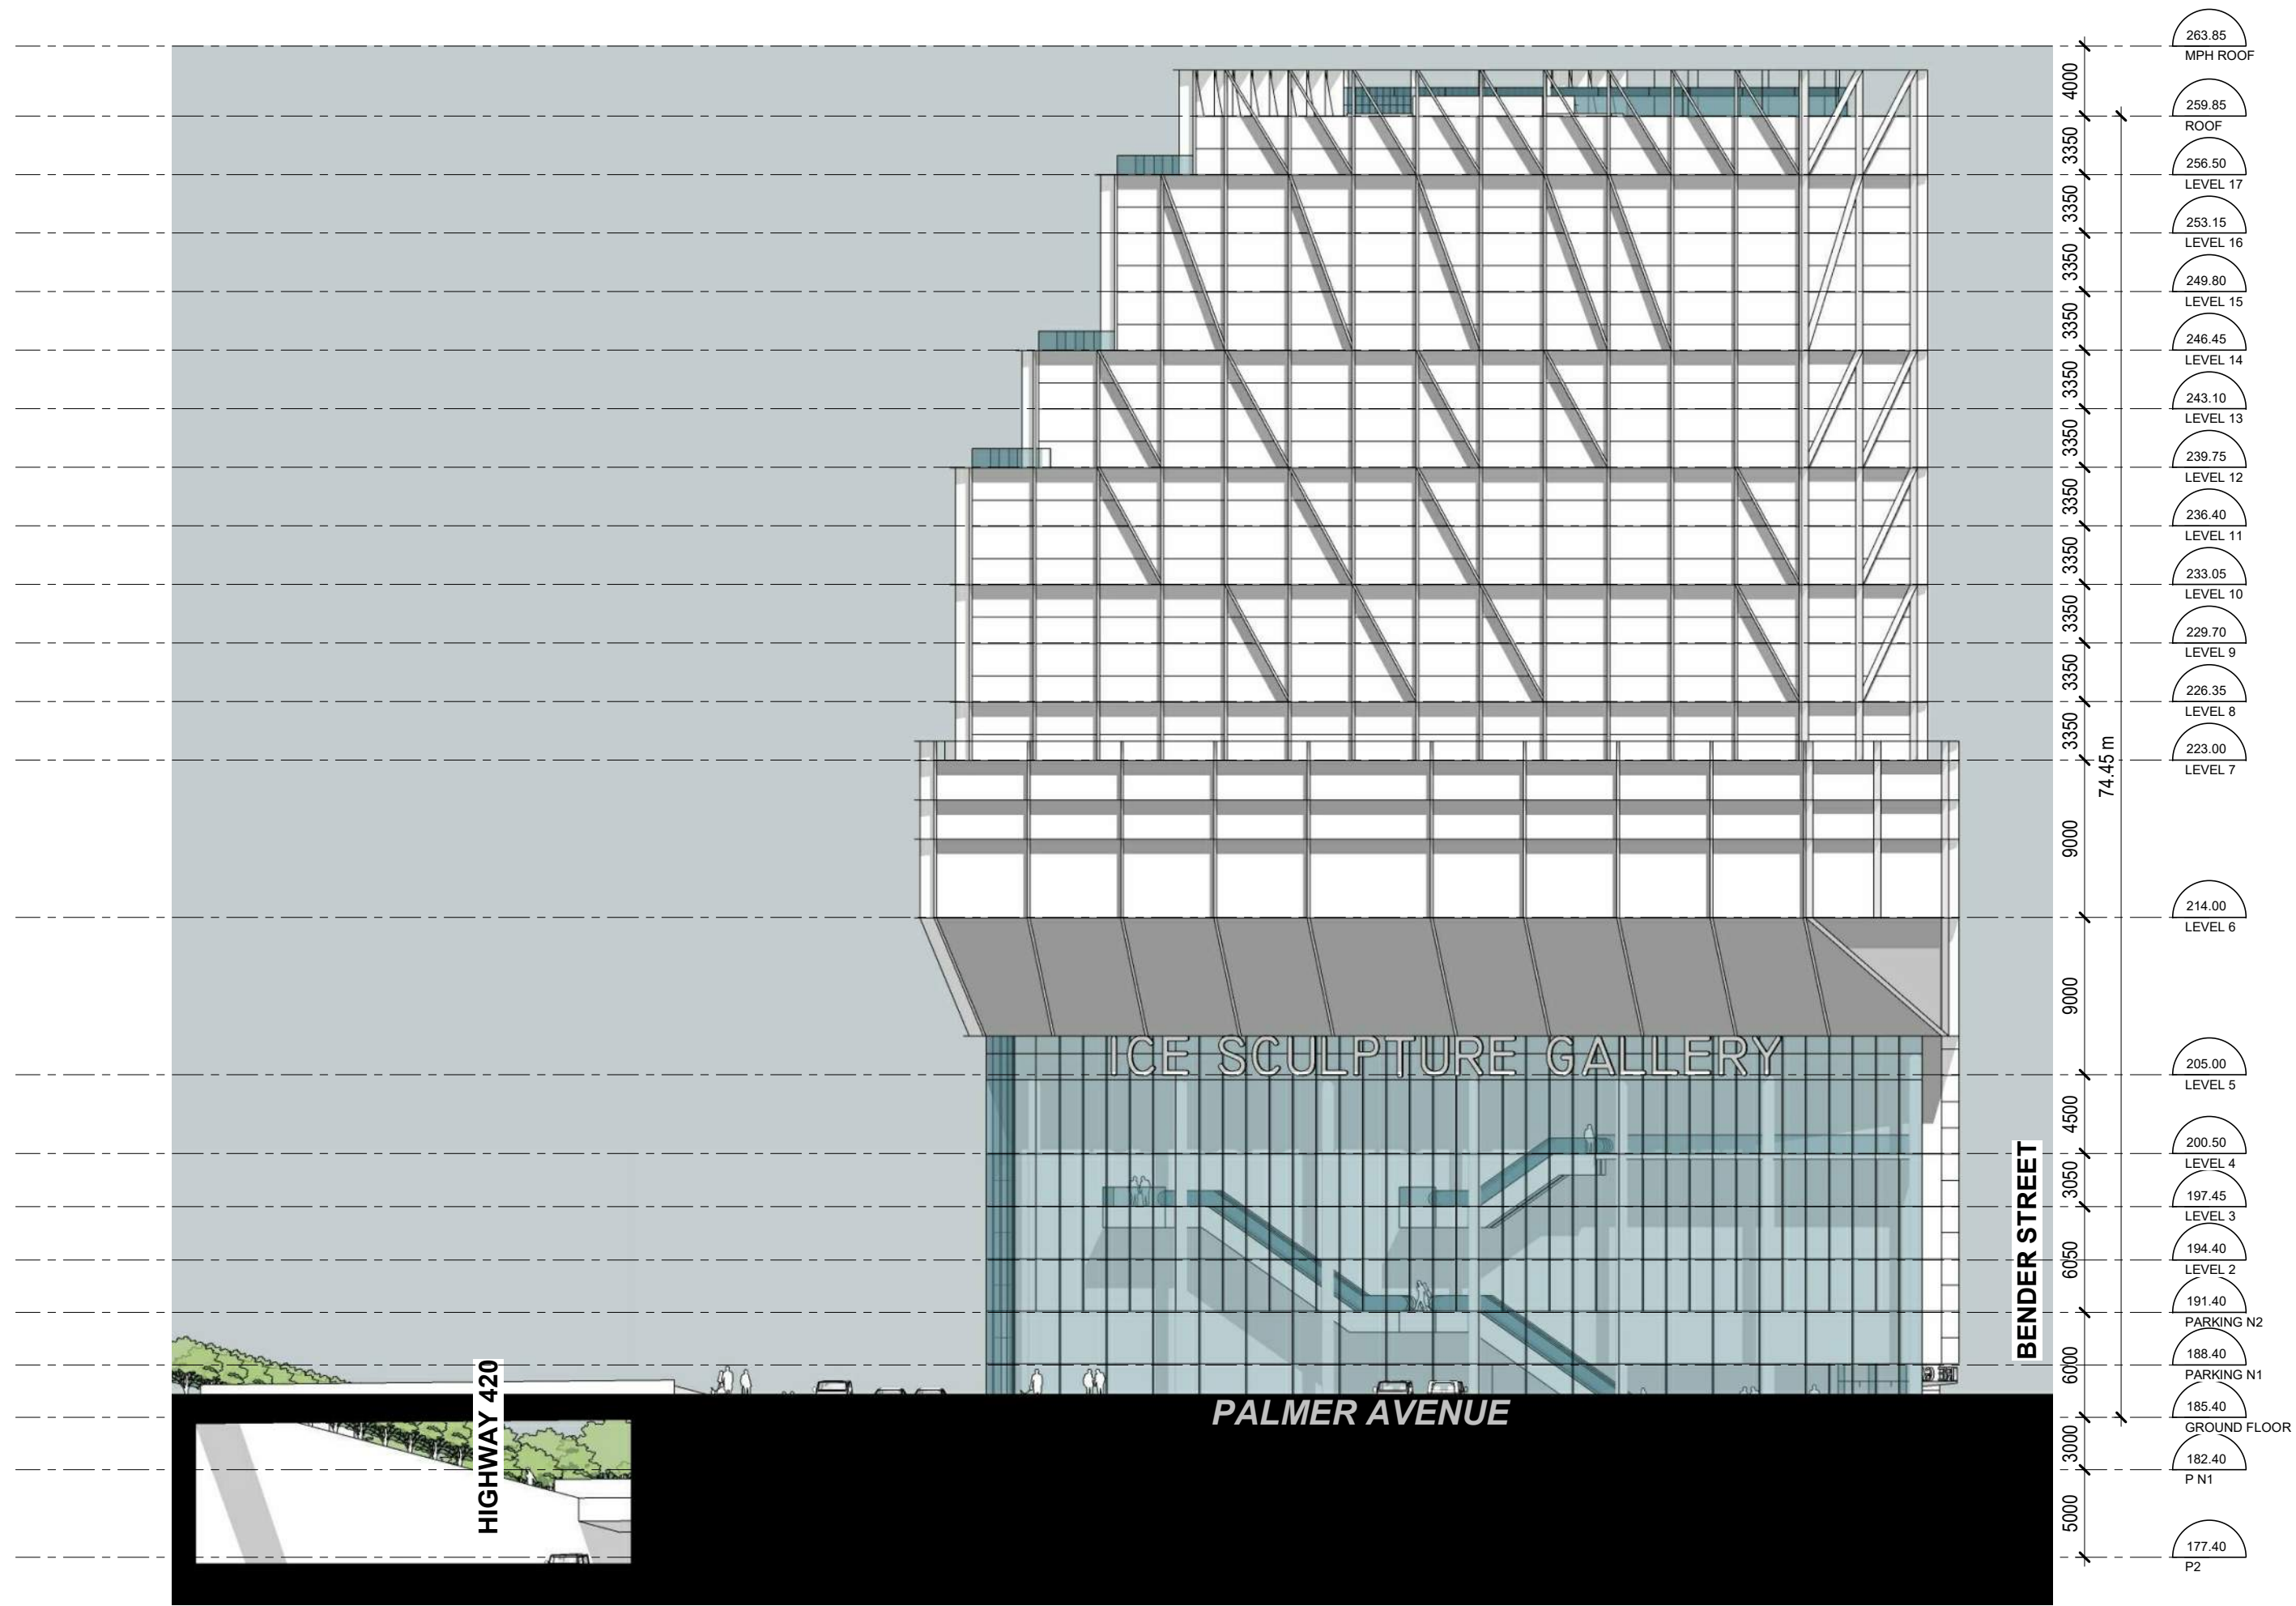 263.85
MPH ROOF
4000
259.85
ROOF
3350
256.50
LEVEL 17
3350
253.15
LEVEL 16
3350
249.80
LEVEL 15
3350
246.45
LEVEL 14
3350
243.10
LEVEL 13
3350
239.75
LEVEL 12
3350
236.40
LEVEL 11
3350
233.05
LEVEL 10
3350
229.70
LEVEL 9
3350
226.35
LEVEL 8
3350
223.00
LEVEL 7
74.45 m
9000
214.00
LEVEL 6
9000
ICE SCULPTURE GALLERY
205.00
LEVEL 5
4500
200.50
LEVEL 4
3050
197.45
LEVEL 3
BENDER STREET
6050
194.40
LEVEL 2
191.40
PARKING N2
6000
188.40
PARKING N1
HIGHWAY 420
PALMER AVENUE
185.40
GROUND FLOOR
3000
182.40
P N1
5000
177.40
P2